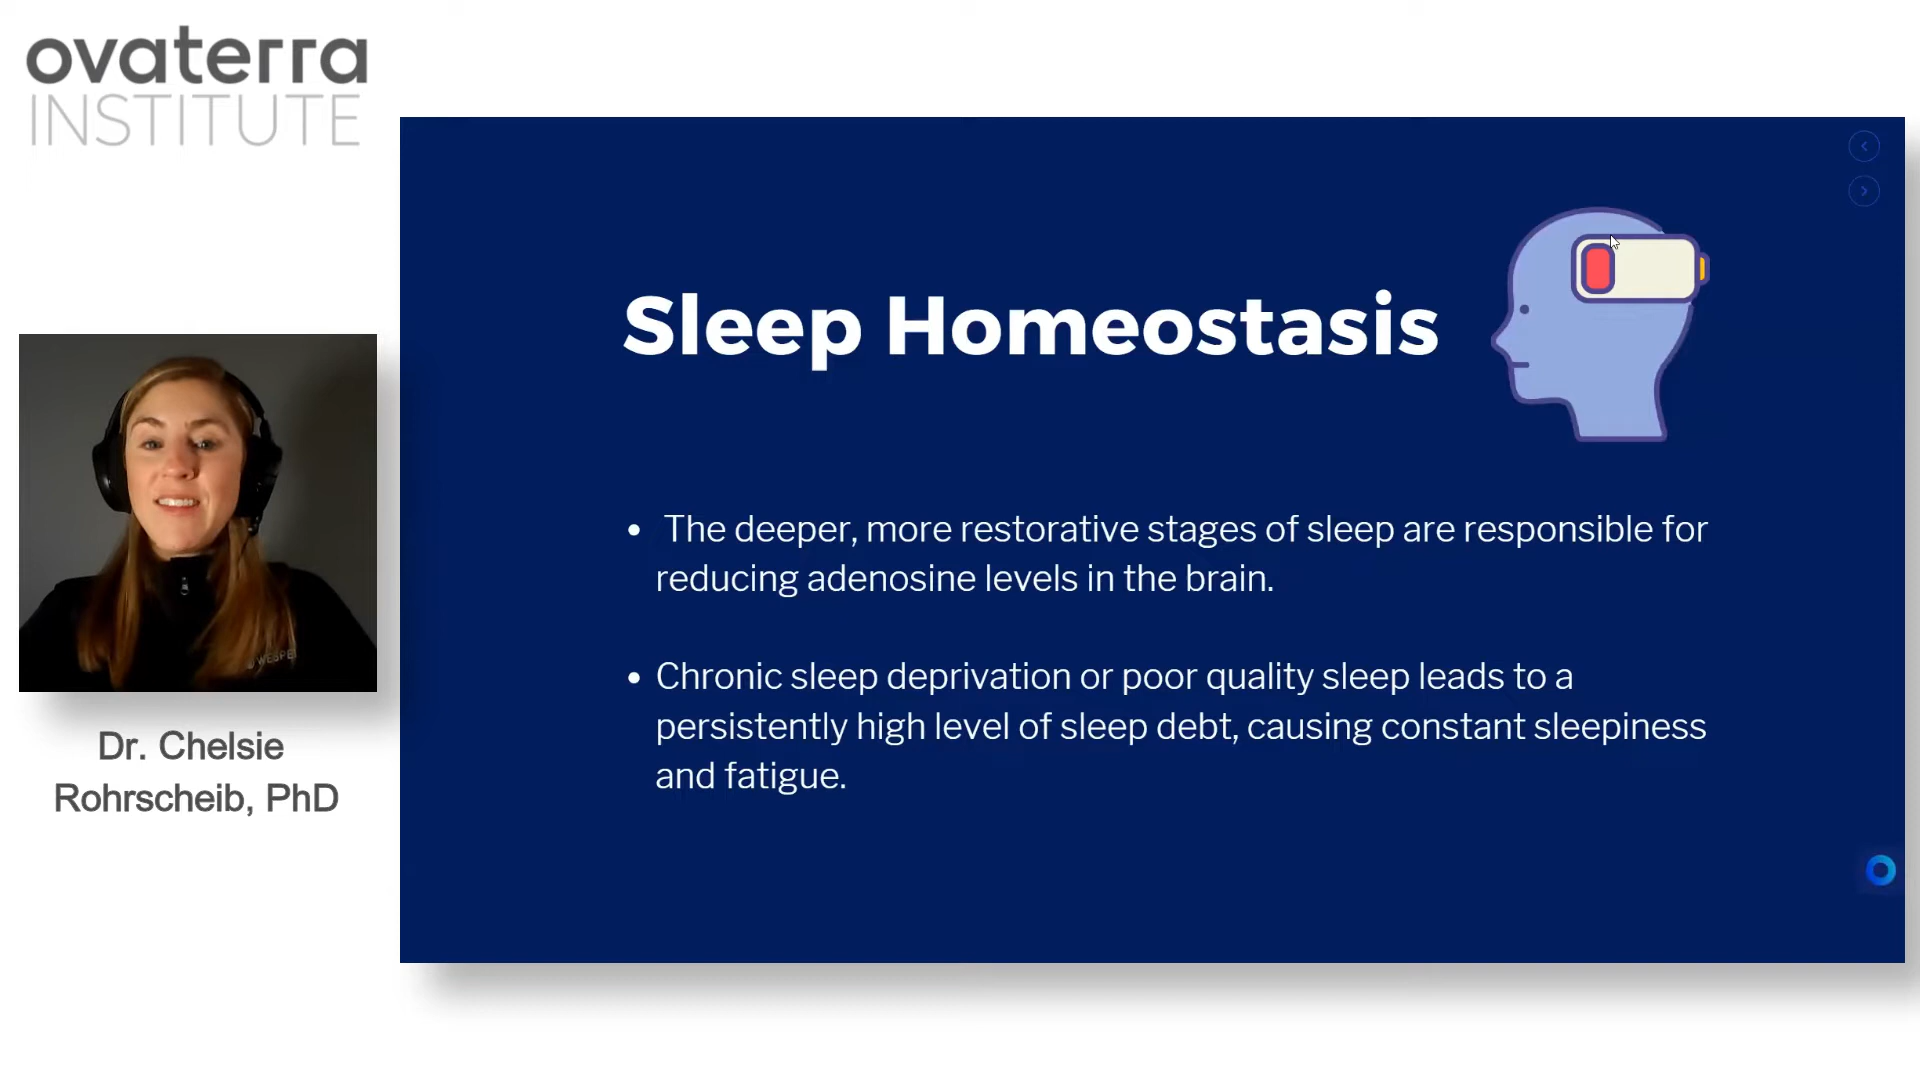 ovaterra
INSTITUTE
Sleep Homeostasis
• The deeper, more restorative stages of sleep are responsible for
reducing adenosine levels in the brain.
• Chronic sleep deprivation or poor quality sleep leads to a
persistently high level of sleep debt, causing constant sleepiness
and fatigue.
Dr. Chelsie
Rohrscheib, PhD